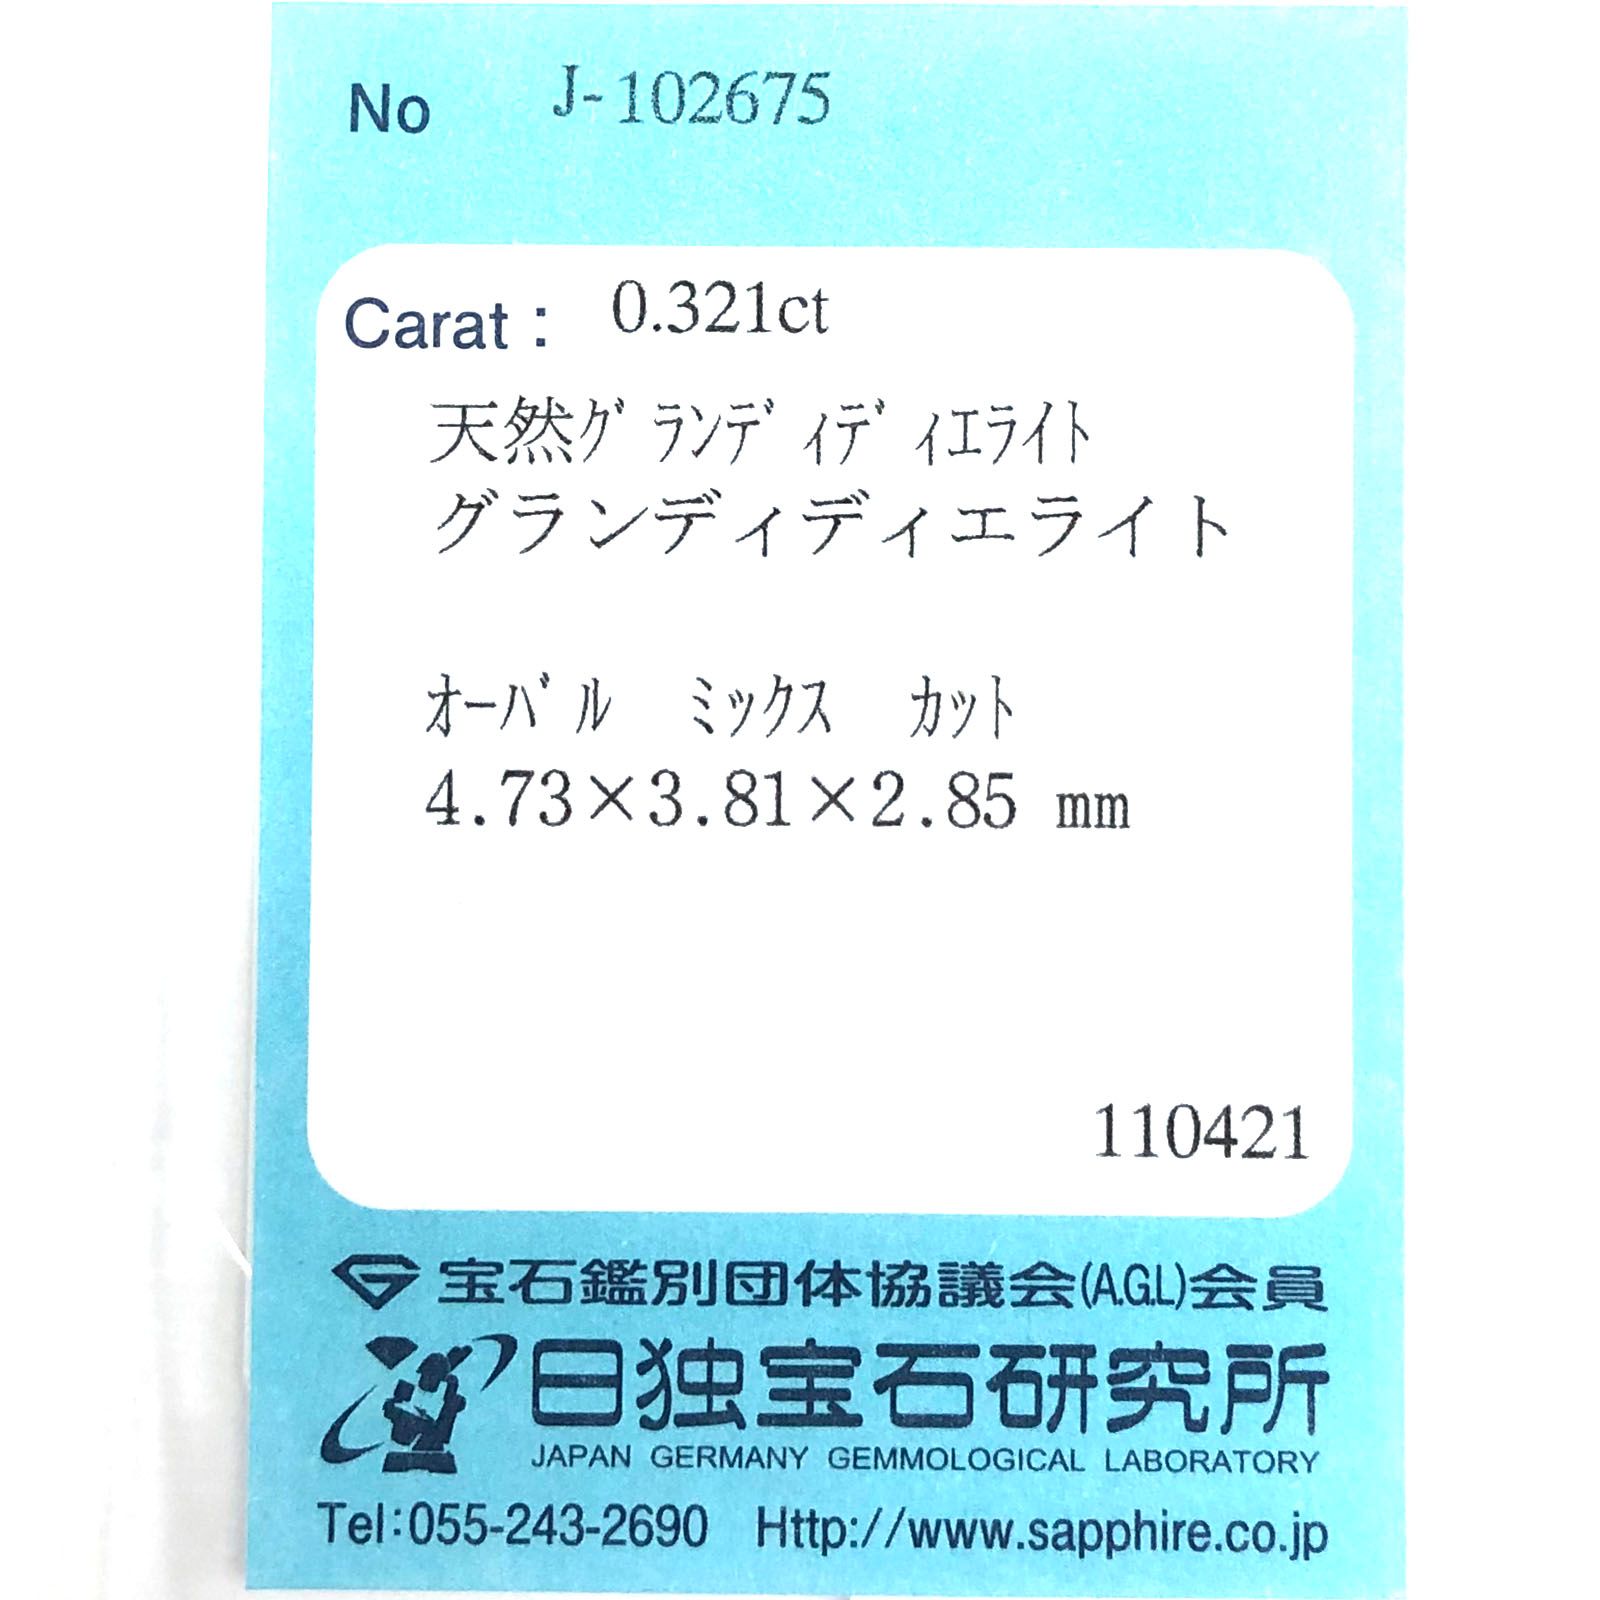 No J-102675
Carat: 0.321ct
天然グランディディエライト
グランディディエライト
オーバル ミックス カット
4.73×3.81×2.85 mm
110421
宝石鑑別団体協議会(A.G.L)会員
日独宝石研究所
JAPAN GERMANY GEMMOLOGICAL LABORATORY
Tel:055-243-2690 Http://www.sapphire.co.jp